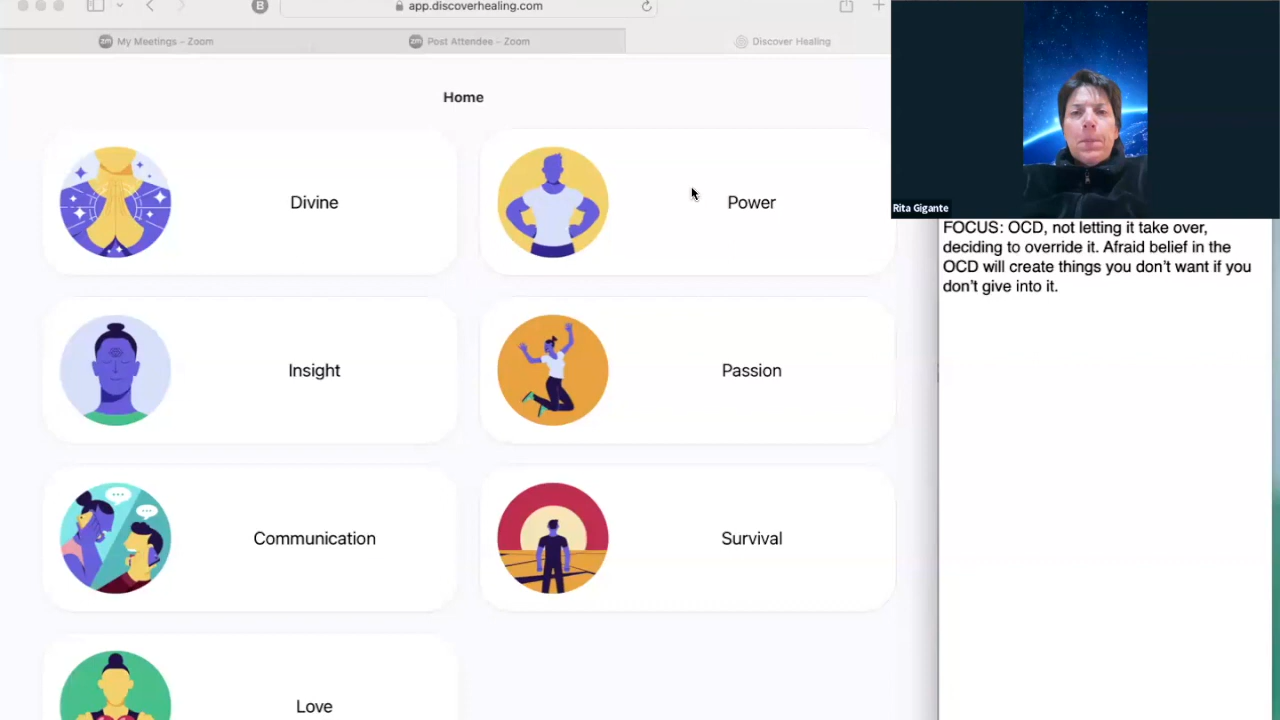 B
app.discoverhealing.com
zm My Meetings – Zoom
zm Post Attendee – Zoom
Discover Healing
Home
Divine
Power
Insight
Passion
Communication
Survival
Love
Rita Gigante
FOCUS: OCD, not letting it take over,
deciding to override it. Afraid belief in the
OCD will create things you don't want if you
don't give into it.